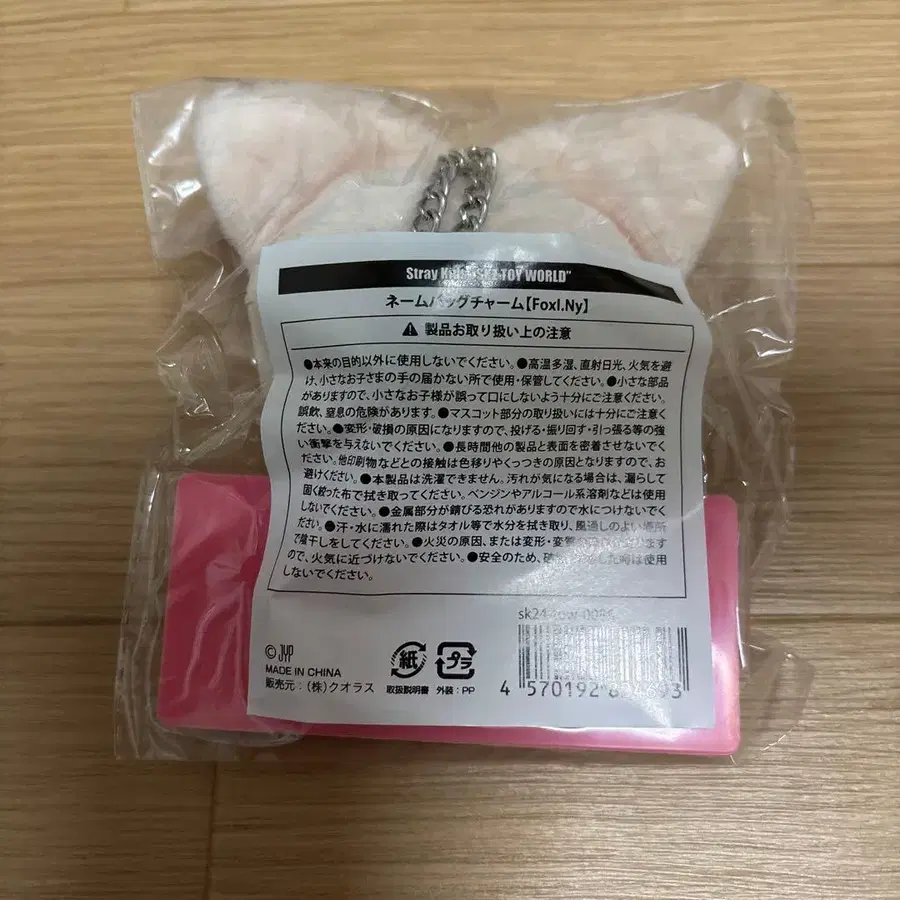 Stray Kids "SKZ TOY WORLD"
ネームバッグチャーム【FoxI.Ny】
⚠ 製品お取り扱い上の注意
●本来の目的以外に使用しないでください。●高温多湿、直射日光、火気を避
け、小さなお子さまの手の届かない所で使用・保管してください。●小さな部品
がありますので、小さなお子様が誤って口にしないよう十分にご注意ください。
誤飲、窒息の危険があります。●マスコット部分の取り扱いには十分にご注意く
ださい。●変形・破損の原因になりますので、投げる・振り回す・引っ張る等の強
い衝撃を与えないでください。●長時間他の製品と表面を密着させないでく
ださい。他印刷物などとの接触は色移りやくっつきの原因となりますので、お
避けください。●本製品は洗濯できません。汚れが気になる場合は、濡らして
固く絞った布で拭き取ってください。ベンジンやアルコール系溶剤などは使用
しないでください。●金属部分が錆びる恐れがありますので水につけないでく
ださい。●汗・水に濡れた際はタオル等で水分を拭き取り、風通しのよい場所
で陰干しをしてください。●火災の原因、または変形・変質の になります
ので、火気に近づけないでください。●安全のため、破 した時は使用
しないでください。
sk24
© JYP
MADE IN CHINA
販売元：（株）クオラス
紙
取扱説明書
プラ
外装：PP
4 570192